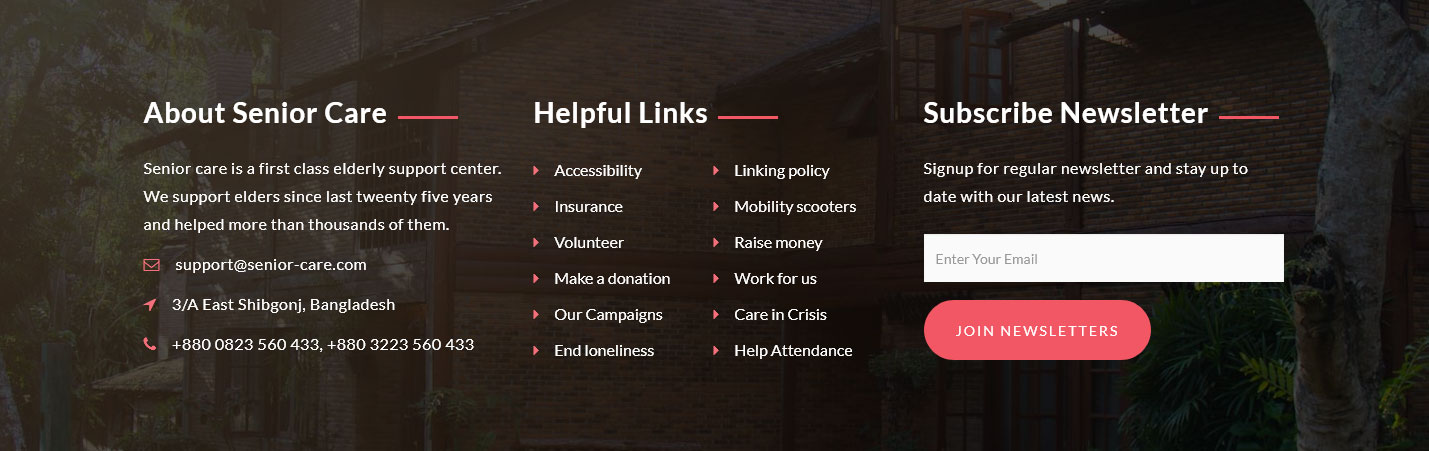 About Senior Care
Senior care is a first class elderly support center.
We support elders since last tweenty five years
and helped more than thousands of them.
support@senior-care.com
3/A East Shibgonj, Bangladesh
+880 0823 560 433, +880 3223 560 433
Helpful Links
Accessibility
Insurance
Volunteer
Make a donation
Our Campaigns
End loneliness
Linking policy
Mobility scooters
Raise money
Work for us
Care in Crisis
Help Attendance
Subscribe Newsletter
Signup for regular newsletter and stay up to
date with our latest news.
Enter Your Email
JOIN NEWSLETTERS